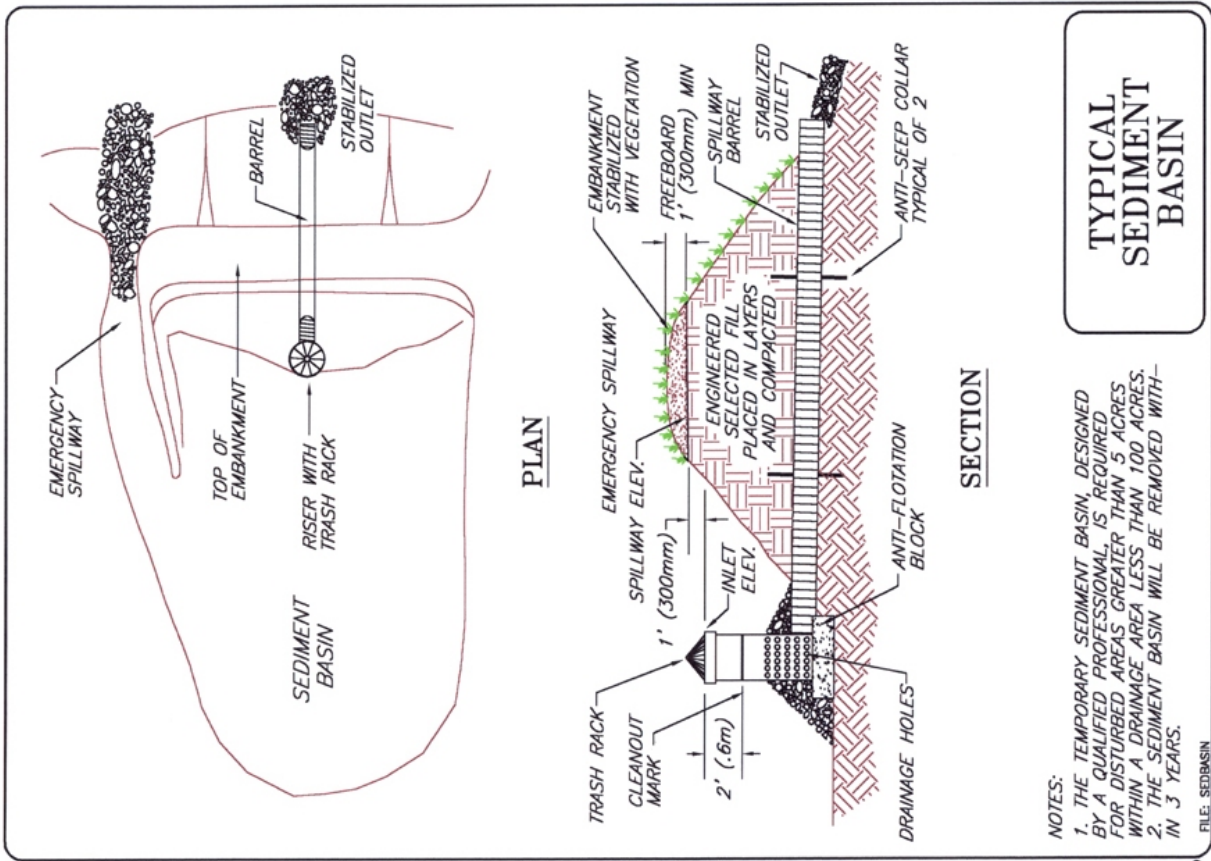 EMERGENCY
SPILLWAY
TOP OF
EMBANKMENT
BARREL
STABILIZED
OUTLET
SEDIMENT
BASIN
RISER WITH
TRASH RACK
PLAN
TRASH RACK
CLEANOUT
MARK
2' (.6m)
1' (300mm)
INLET
ELEV.
SPILLWAY ELEV.
EMERGENCY SPILLWAY
EMBANKMENT
STABILIZED
WITH VEGETATION
FREEBOARD
1' (300mm) MIN
SPILLWAY
BARREL
STABILIZED
OUTLET
ENGINEERED
SELECTED FILL
PLACED IN LAYERS
AND COMPACTED
DRAINAGE HOLES
ANTI-FLOTATION
BLOCK
ANTI-SEEP COLLAR
TYPICAL OF 2
SECTION
NOTES:
1. THE TEMPORARY SEDIMENT BASIN, DESIGNED
BY A QUALIFIED PROFESSIONAL, IS REQUIRED
FOR DISTURBED AREAS GREATER THAN 5 ACRES
WITHIN A DRAINAGE AREA LESS THAN 100 ACRES.
2. THE SEDIMENT BASIN WILL BE REMOVED WITH-
IN 3 YEARS.
FILE: SEDBASIN
TYPICAL
SEDIMENT
BASIN